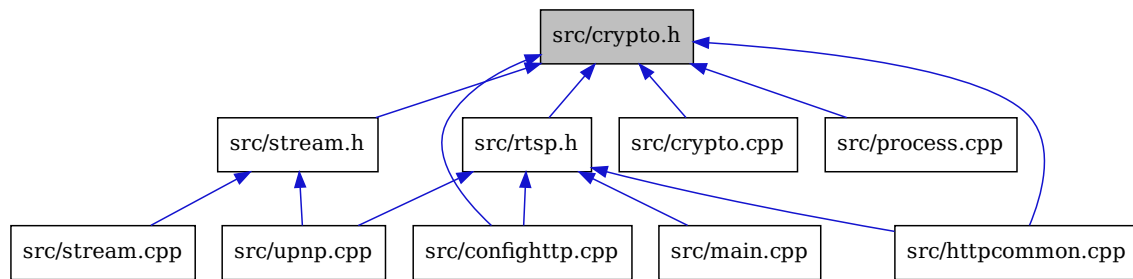 src/crypto.h
src/stream.h
src/rtsp.h
src/crypto.cpp
src/process.cpp
src/stream.cpp
src/upnp.cpp
src/confighttp.cpp
src/main.cpp
src/httpcommon.cpp